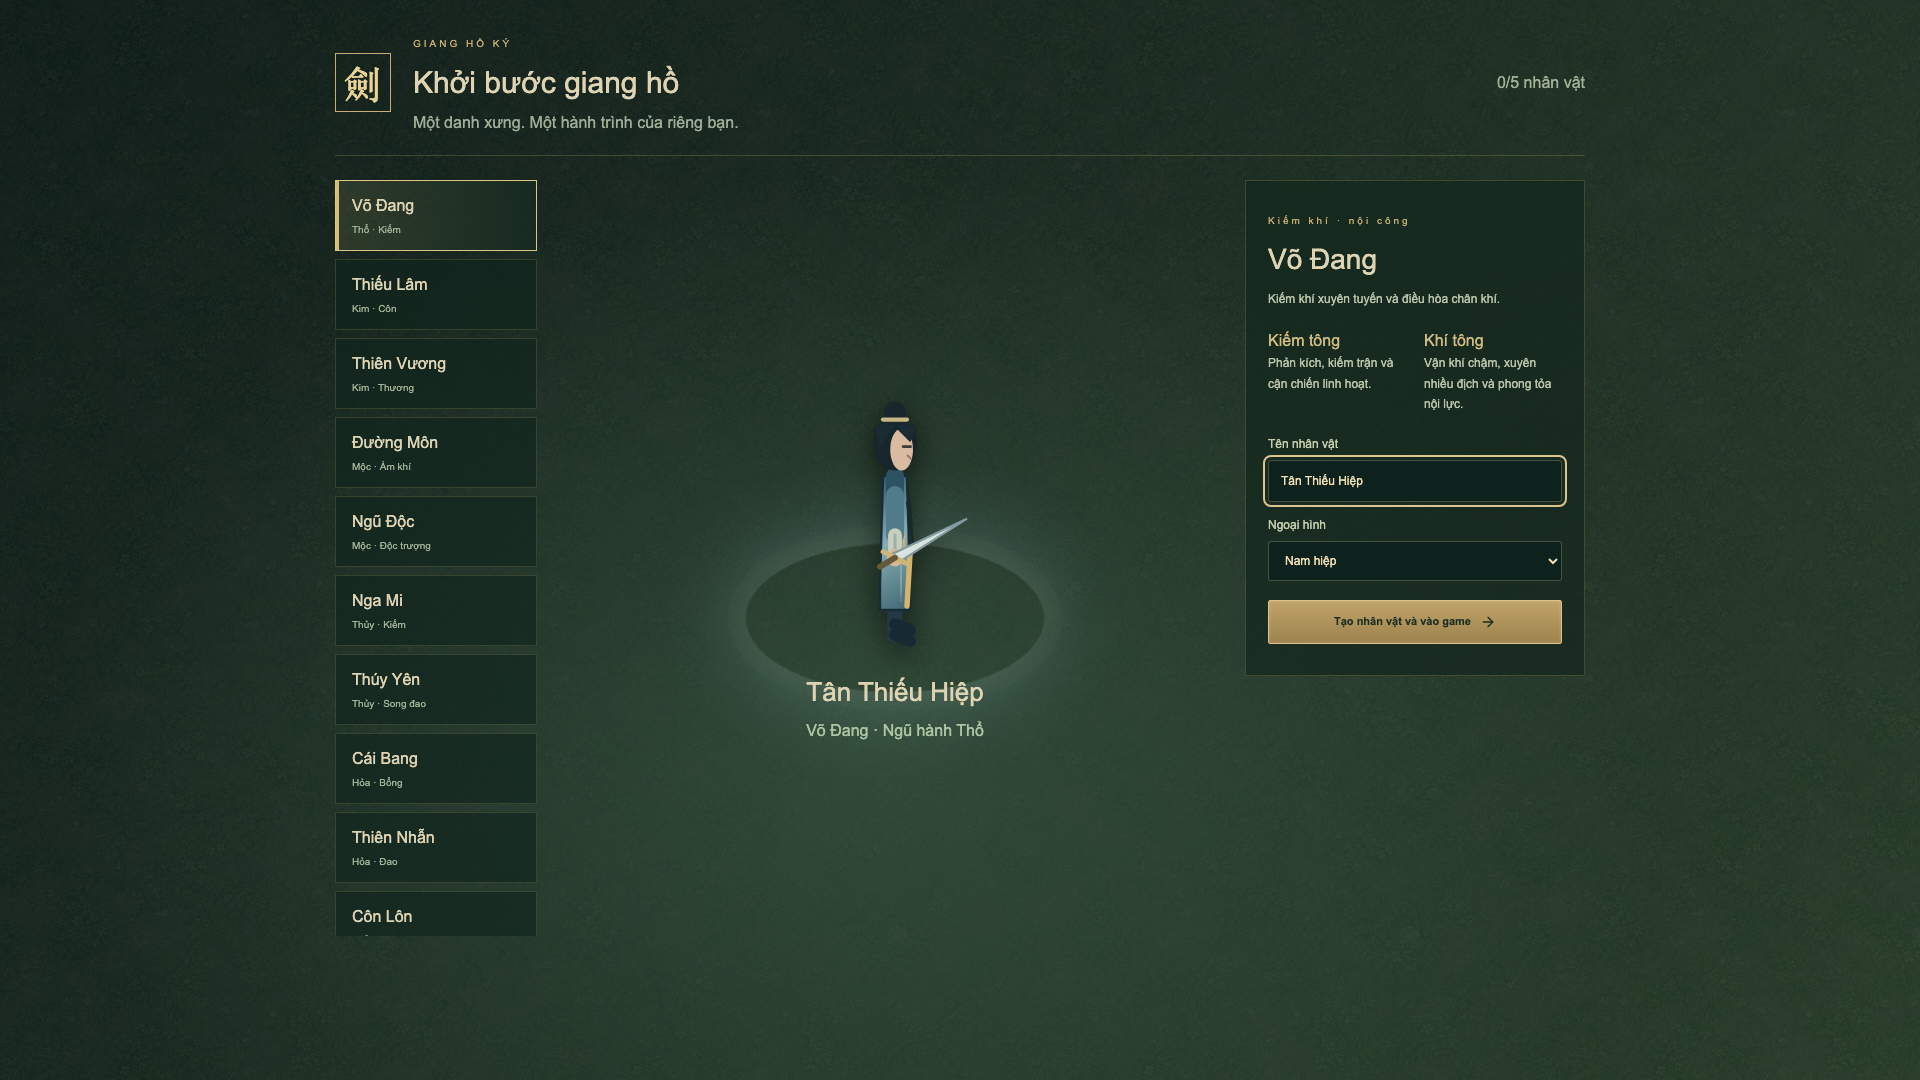 劍
GIANG HỒ KÝ
Khởi bước giang hồ
Một danh xưng. Một hành trình của riêng bạn.
0/5 nhân vật
Võ Đang
Thổ · Kiếm
Thiếu Lâm
Kim · Côn
Thiên Vương
Kim · Thương
Đường Môn
Mộc · Ám khí
Ngũ Độc
Mộc · Độc trượng
Nga Mi
Thủy · Kiếm
Thúy Yên
Thủy · Song đao
Cái Bang
Hỏa · Bổng
Thiên Nhẫn
Hỏa · Đao
Côn Lôn
Tân Thiếu Hiệp
Võ Đang · Ngũ hành Thổ
Kiếm khí · nội công
Võ Đang
Kiếm khí xuyên tuyến và điều hòa chân khí.
Kiếm tông
Phản kích, kiếm trận và
cận chiến linh hoạt.
Khí tông
Vận khí chậm, xuyên
nhiều địch và phong tỏa
nội lực.
Tên nhân vật
Tân Thiếu Hiệp
Ngoại hình
Nam hiệp
Tạo nhân vật và vào game →